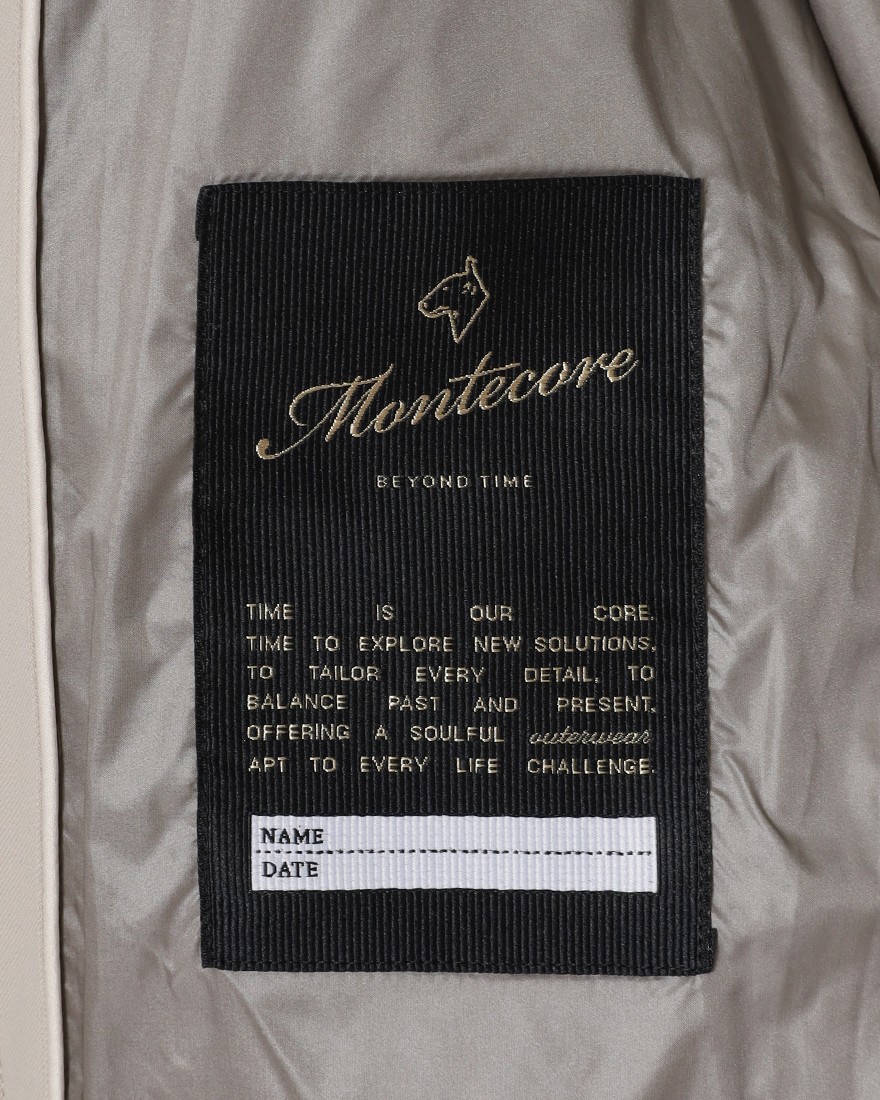 Montecore
BEYOND TIME
TIME IS OUR CORE.
TIME TO EXPLORE NEW SOLUTIONS,
TO TAILOR EVERY DETAIL, TO
BALANCE PAST AND PRESENT,
OFFERING A SOULFUL outerwear
APT TO EVERY LIFE CHALLENGE.
NAME
DATE